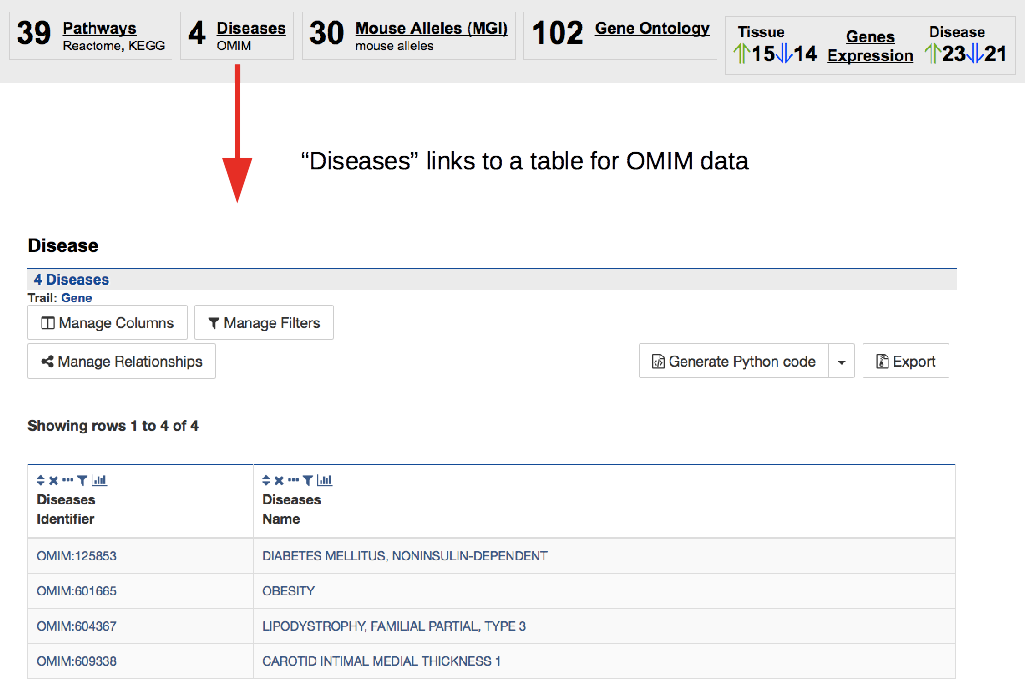 39 Pathways
Reactome, KEGG
4 Diseases
OMIM
30 Mouse Alleles (MGI)
mouse alleles
102 Gene Ontology
Tissue
15 14
Genes
Expression
Disease
23 21
“Diseases” links to a table for OMIM data
Disease
4 Diseases
Trail: Gene
Manage Columns
Manage Filters
Manage Relationships
Generate Python code
Export
Showing rows 1 to 4 of 4
Diseases
Identifier
Diseases
Name
OMIM:125853 DIABETES MELLITUS, NONINSULIN-DEPENDENT
OMIM:601665 OBESITY
OMIM:604367 LIPODYSTROPHY, FAMILIAL PARTIAL, TYPE 3
OMIM:609338 CAROTID INTIMAL MEDIAL THICKNESS 1